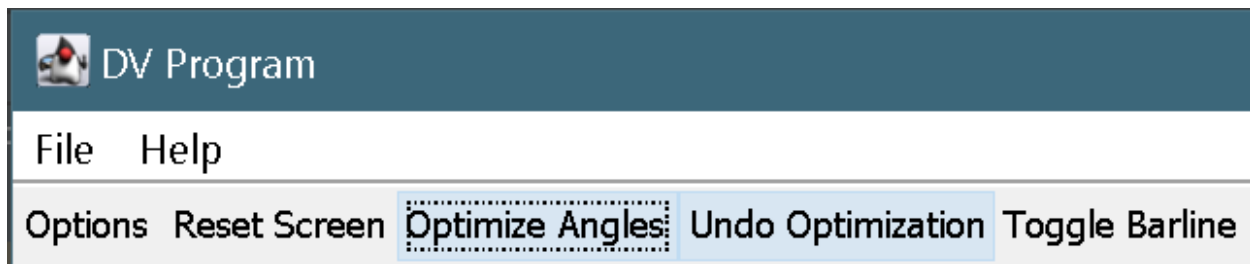 DV Program
File Help
Options Reset Screen Optimize Angles Undo Optimization Toggle Barline